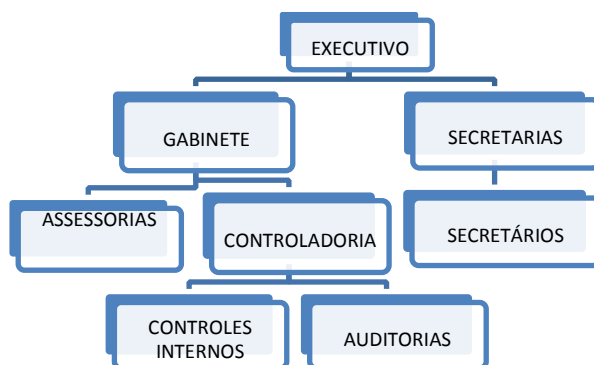 EXECUTIVO
GABINETE
SECRETARIAS
ASSESSORIAS
CONTROLADORIA
SECRETÁRIOS
CONTROLES
INTERNOS
AUDITORIAS